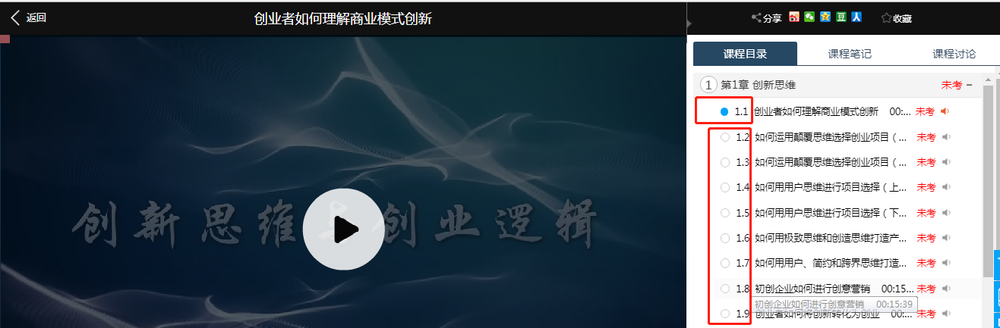 返回
创业者如何理解商业模式创新
分享
豆
人
收藏
创新思维与创业逻辑
课程目录
课程笔记
课程讨论
1 第1章 创新思维 未考
1.1 创业者如何理解商业模式创新 00:... 未考
1.2 如何运用颠覆思维选择创业项目（... 未考
1.3 如何运用颠覆思维选择创业项目（... 未考
1.4 如何用用户思维进行项目选择（上... 未考
1.5 如何用用户思维进行项目选择（下... 未考
1.6 如何用极致思维和创造思维打造产... 未考
1.7 如何用用户、简约和跨界思维打造... 未考
1.8 初创企业如何进行创意营销 00:15... 未考
初创企业如何进行创意营销 00:15:39
1.9 创业者如何将创新转化为创业 00:... 未考